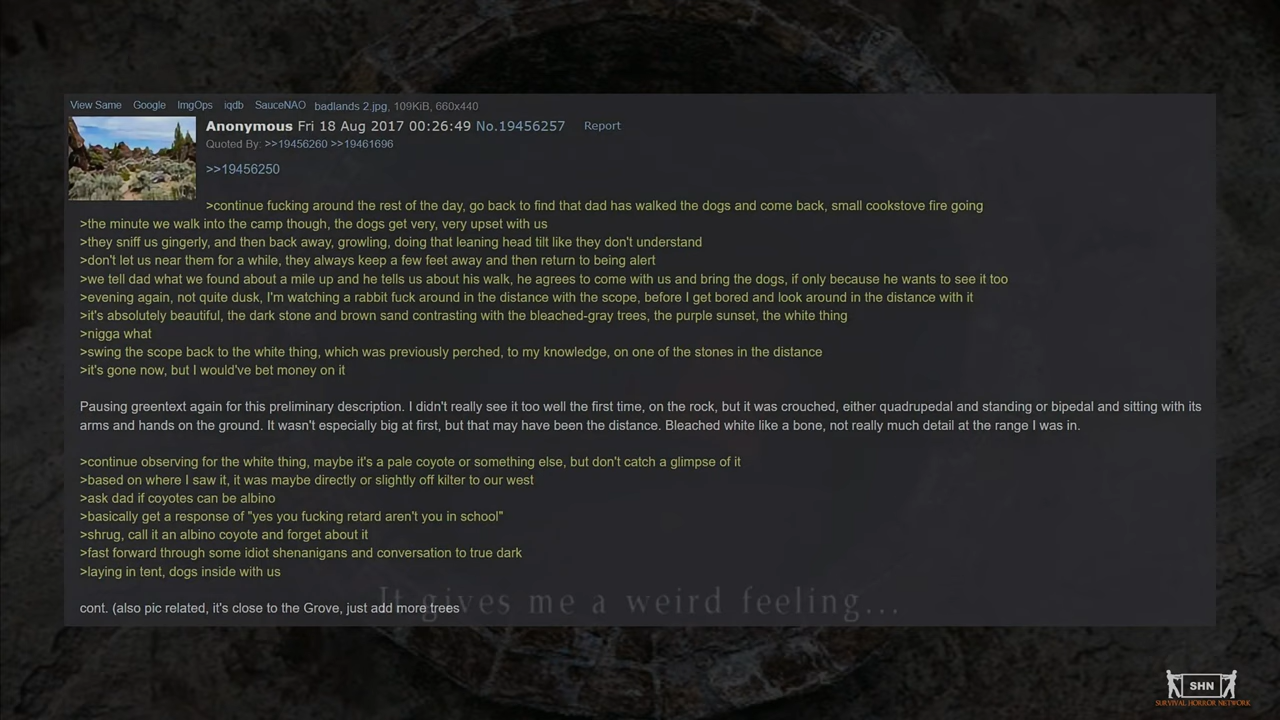 View Same Google ImgOps iqdb SauceNAO badlands 2.jpg, 109KiB, 660x440
Anonymous Fri 18 Aug 2017 00:26:49 No.19456257 Report
Quoted By: >>19456260 >>19461696
>>19456250
>continue fucking around the rest of the day, go back to find that dad has walked the dogs and come back, small cookstove fire going
>the minute we walk into the camp though, the dogs get very, very upset with us
>they sniff us gingerly, and then back away, growling, doing that leaning head tilt like they don't understand
>don't let us near them for a while, they always keep a few feet away and then return to being alert
>we tell dad what we found about a mile up and he tells us about his walk, he agrees to come with us and bring the dogs, if only because he wants to see it too
>evening again, not quite dusk, I'm watching a rabbit fuck around in the distance with the scope, before I get bored and look around in the distance with it
>it's absolutely beautiful, the dark stone and brown sand contrasting with the bleached-gray trees, the purple sunset, the white thing
>nigga what
>swing the scope back to the white thing, which was previously perched, to my knowledge, on one of the stones in the distance
>it's gone now, but I would've bet money on it
Pausing greentext again for this preliminary description. I didn't really see it too well the first time, on the rock, but it was crouched, either quadrupedal and standing or bipedal and sitting with its
arms and hands on the ground. It wasn't especially big at first, but that may have been the distance. Bleached white like a bone, not really much detail at the range I was in.
>continue observing for the white thing, maybe it's a pale coyote or something else, but don't catch a glimpse of it
>based on where I saw it, it was maybe directly or slightly off kilter to our west
>ask dad if coyotes can be albino
>basically get a response of "yes you fucking retard aren't you in school"
>shrug, call it an albino coyote and forget about it
>fast forward through some idiot shenanigans and conversation to true dark
>laying in tent, dogs inside with us
cont. (also pic related, it's close to the Grove, just add more trees
It gives me a weird feeling...
SHN
SURVIVAL HORROR NETWORK